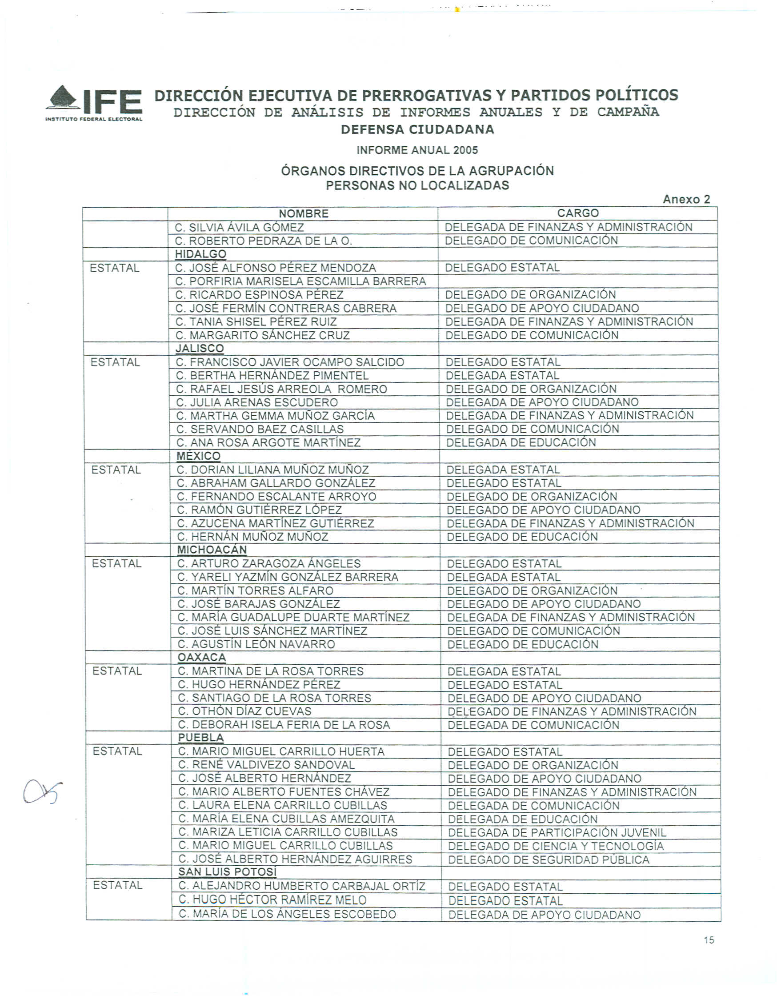 IFE
INSTITUTO FEDERAL ELECTORAL
DIRECCIÓN EJECUTIVA DE PRERROGATIVAS Y PARTIDOS POLÍTICOS
DIRECCIÓN DE ANÁLISIS DE INFORMES ANUALES Y DE CAMPAÑA
DEFENSA CIUDADANA
INFORME ANUAL 2005
ÓRGANOS DIRECTIVOS DE LA AGRUPACIÓN
PERSONAS NO LOCALIZADAS
Anexo 2
NOMBRE CARGO
C. SILVIA ÁVILA GÓMEZ DELEGADA DE FINANZAS Y ADMINISTRACIÓN
C. ROBERTO PEDRAZA DE LA O. DELEGADO DE COMUNICACIÓN
HIDALGO
ESTATAL C. JOSÉ ALFONSO PÉREZ MENDOZA DELEGADO ESTATAL
C. PORFIRIA MARISELA ESCAMILLA BARRERA
C. RICARDO ESPINOSA PÉREZ DELEGADO DE ORGANIZACIÓN
C. JOSÉ FERMÍN CONTRERAS CABRERA DELEGADO DE APOYO CIUDADANO
C. TANIA SHISEL PÉREZ RUIZ DELEGADA DE FINANZAS Y ADMINISTRACIÓN
C. MARGARITO SÁNCHEZ CRUZ DELEGADO DE COMUNICACIÓN
JALISCO
ESTATAL C. FRANCISCO JAVIER OCAMPO SALCIDO DELEGADO ESTATAL
C. BERTHA HERNÁNDEZ PIMENTEL DELEGADA ESTATAL
C. RAFAEL JESÚS ARREOLA ROMERO DELEGADO DE ORGANIZACIÓN
C. JULIA ARENAS ESCUDERO DELEGADA DE APOYO CIUDADANO
C. MARTHA GEMMA MUÑOZ GARCÍA DELEGADA DE FINANZAS Y ADMINISTRACIÓN
C. SERVANDO BAEZ CASILLAS DELEGADO DE COMUNICACIÓN
C. ANA ROSA ARGOTE MARTÍNEZ DELEGADA DE EDUCACIÓN
MÉXICO
ESTATAL C. DORIAN LILIANA MUÑOZ MUÑOZ DELEGADA ESTATAL
C. ABRAHAM GALLARDO GONZÁLEZ DELEGADO ESTATAL
C. FERNANDO ESCALANTE ARROYO DELEGADO DE ORGANIZACIÓN
C. RAMÓN GUTIÉRREZ LÓPEZ DELEGADO DE APOYO CIUDADANO
C. AZUCENA MARTÍNEZ GUTIÉRREZ DELEGADA DE FINANZAS Y ADMINISTRACIÓN
C. HERNÁN MUÑOZ MUÑOZ DELEGADO DE EDUCACIÓN
MICHOACÁN
ESTATAL C. ARTURO ZARAGOZA ÁNGELES DELEGADO ESTATAL
C. YARELI YAZMÍN GONZÁLEZ BARRERA DELEGADA ESTATAL
C. MARTÍN TORRES ALFARO DELEGADO DE ORGANIZACIÓN
C. JOSÉ BARAJAS GONZÁLEZ DELEGADO DE APOYO CIUDADANO
C. MARÍA GUADALUPE DUARTE MARTÍNEZ DELEGADA DE FINANZAS Y ADMINISTRACIÓN
C. JOSÉ LUIS SÁNCHEZ MARTÍNEZ DELEGADO DE COMUNICACIÓN
C. AGUSTÍN LEÓN NAVARRO DELEGADO DE EDUCACIÓN
OAXACA
ESTATAL C. MARTINA DE LA ROSA TORRES DELEGADA ESTATAL
C. HUGO HERNÁNDEZ PÉREZ DELEGADO ESTATAL
C. SANTIAGO DE LA ROSA TORRES DELEGADO DE APOYO CIUDADANO
C. OTHÓN DÍAZ CUEVAS DELEGADO DE FINANZAS Y ADMINISTRACIÓN
C. DEBORAH ISELA FERIA DE LA ROSA DELEGADA DE COMUNICACIÓN
PUEBLA
ESTATAL C. MARIO MIGUEL CARRILLO HUERTA DELEGADO ESTATAL
C. RENÉ VALDIVEZO SANDOVAL DELEGADO DE ORGANIZACIÓN
C. JOSÉ ALBERTO HERNÁNDEZ DELEGADO DE APOYO CIUDADANO
C. MARIO ALBERTO FUENTES CHÁVEZ DELEGADO DE FINANZAS Y ADMINISTRACIÓN
C. LAURA ELENA CARRILLO CUBILLAS DELEGADA DE COMUNICACIÓN
C. MARÍA ELENA CUBILLAS AMEZQUITA DELEGADA DE EDUCACIÓN
C. MARIZA LETICIA CARRILLO CUBILLAS DELEGADA DE PARTICIPACIÓN JUVENIL
C. MARIO MIGUEL CARRILLO CUBILLAS DELEGADO DE CIENCIA Y TECNOLOGÍA
C. JOSÉ ALBERTO HERNÁNDEZ AGUIRRES DELEGADO DE SEGURIDAD PÚBLICA
SAN LUIS POTOSÍ
ESTATAL C. ALEJANDRO HUMBERTO CARBAJAL ORTÍZ DELEGADO ESTATAL
C. HUGO HÉCTOR RAMÍREZ MELO DELEGADO ESTATAL
C. MARÍA DE LOS ÁNGELES ESCOBEDO DELEGADA DE APOYO CIUDADANO
15